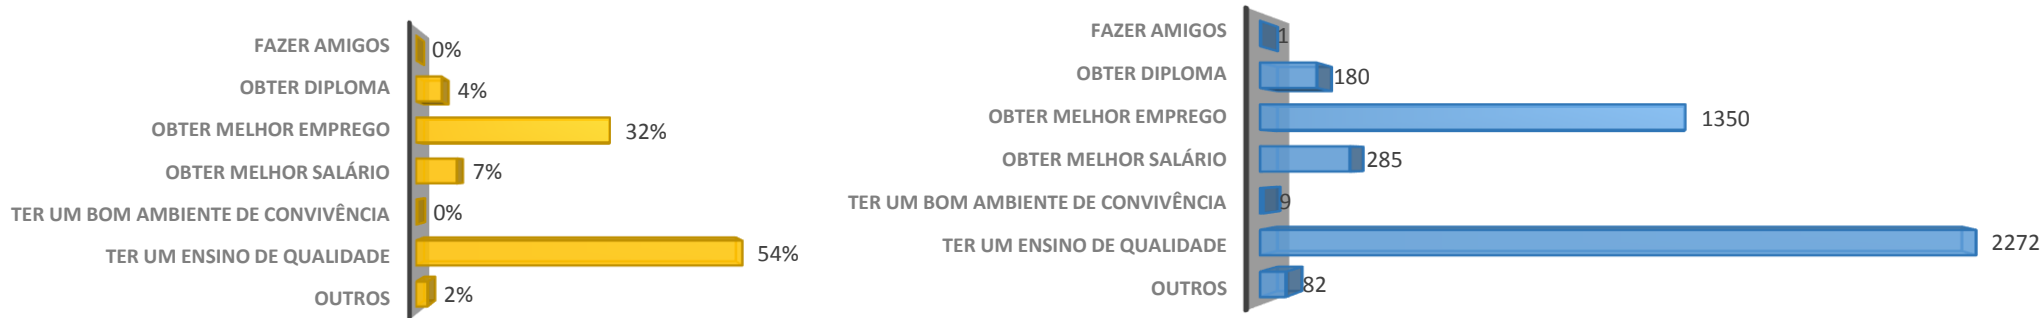 FAZER AMIGOS 0%
OBTER DIPLOMA 4%
OBTER MELHOR EMPREGO 32%
OBTER MELHOR SALÁRIO 7%
TER UM BOM AMBIENTE DE CONVIVÊNCIA 0%
TER UM ENSINO DE QUALIDADE 54%
OUTROS 2%
FAZER AMIGOS 1
OBTER DIPLOMA 180
OBTER MELHOR EMPREGO 1350
OBTER MELHOR SALÁRIO 285
TER UM BOM AMBIENTE DE CONVIVÊNCIA 9
TER UM ENSINO DE QUALIDADE 2272
OUTROS 82